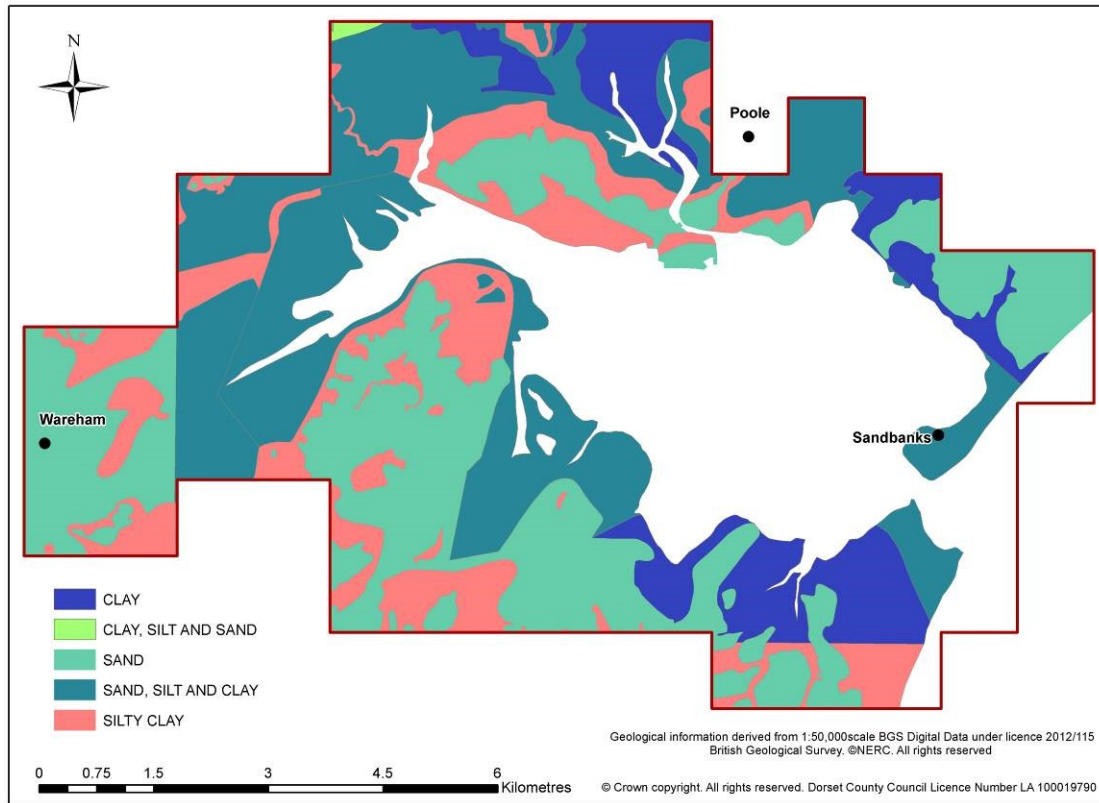 N
Poole
Wareham
Sandbanks
CLAY
CLAY, SILT AND SAND
SAND
SAND, SILT AND CLAY
SILTY CLAY
Geological information derived from 1:50,000scale BGS Digital Data under licence 2012/115
British Geological Survey. ©NERC. All rights reserved
0 0.75 1.5 3 4.5 6
Kilometres
© Crown copyright. All rights reserved. Dorset County Council Licence Number LA 100019790